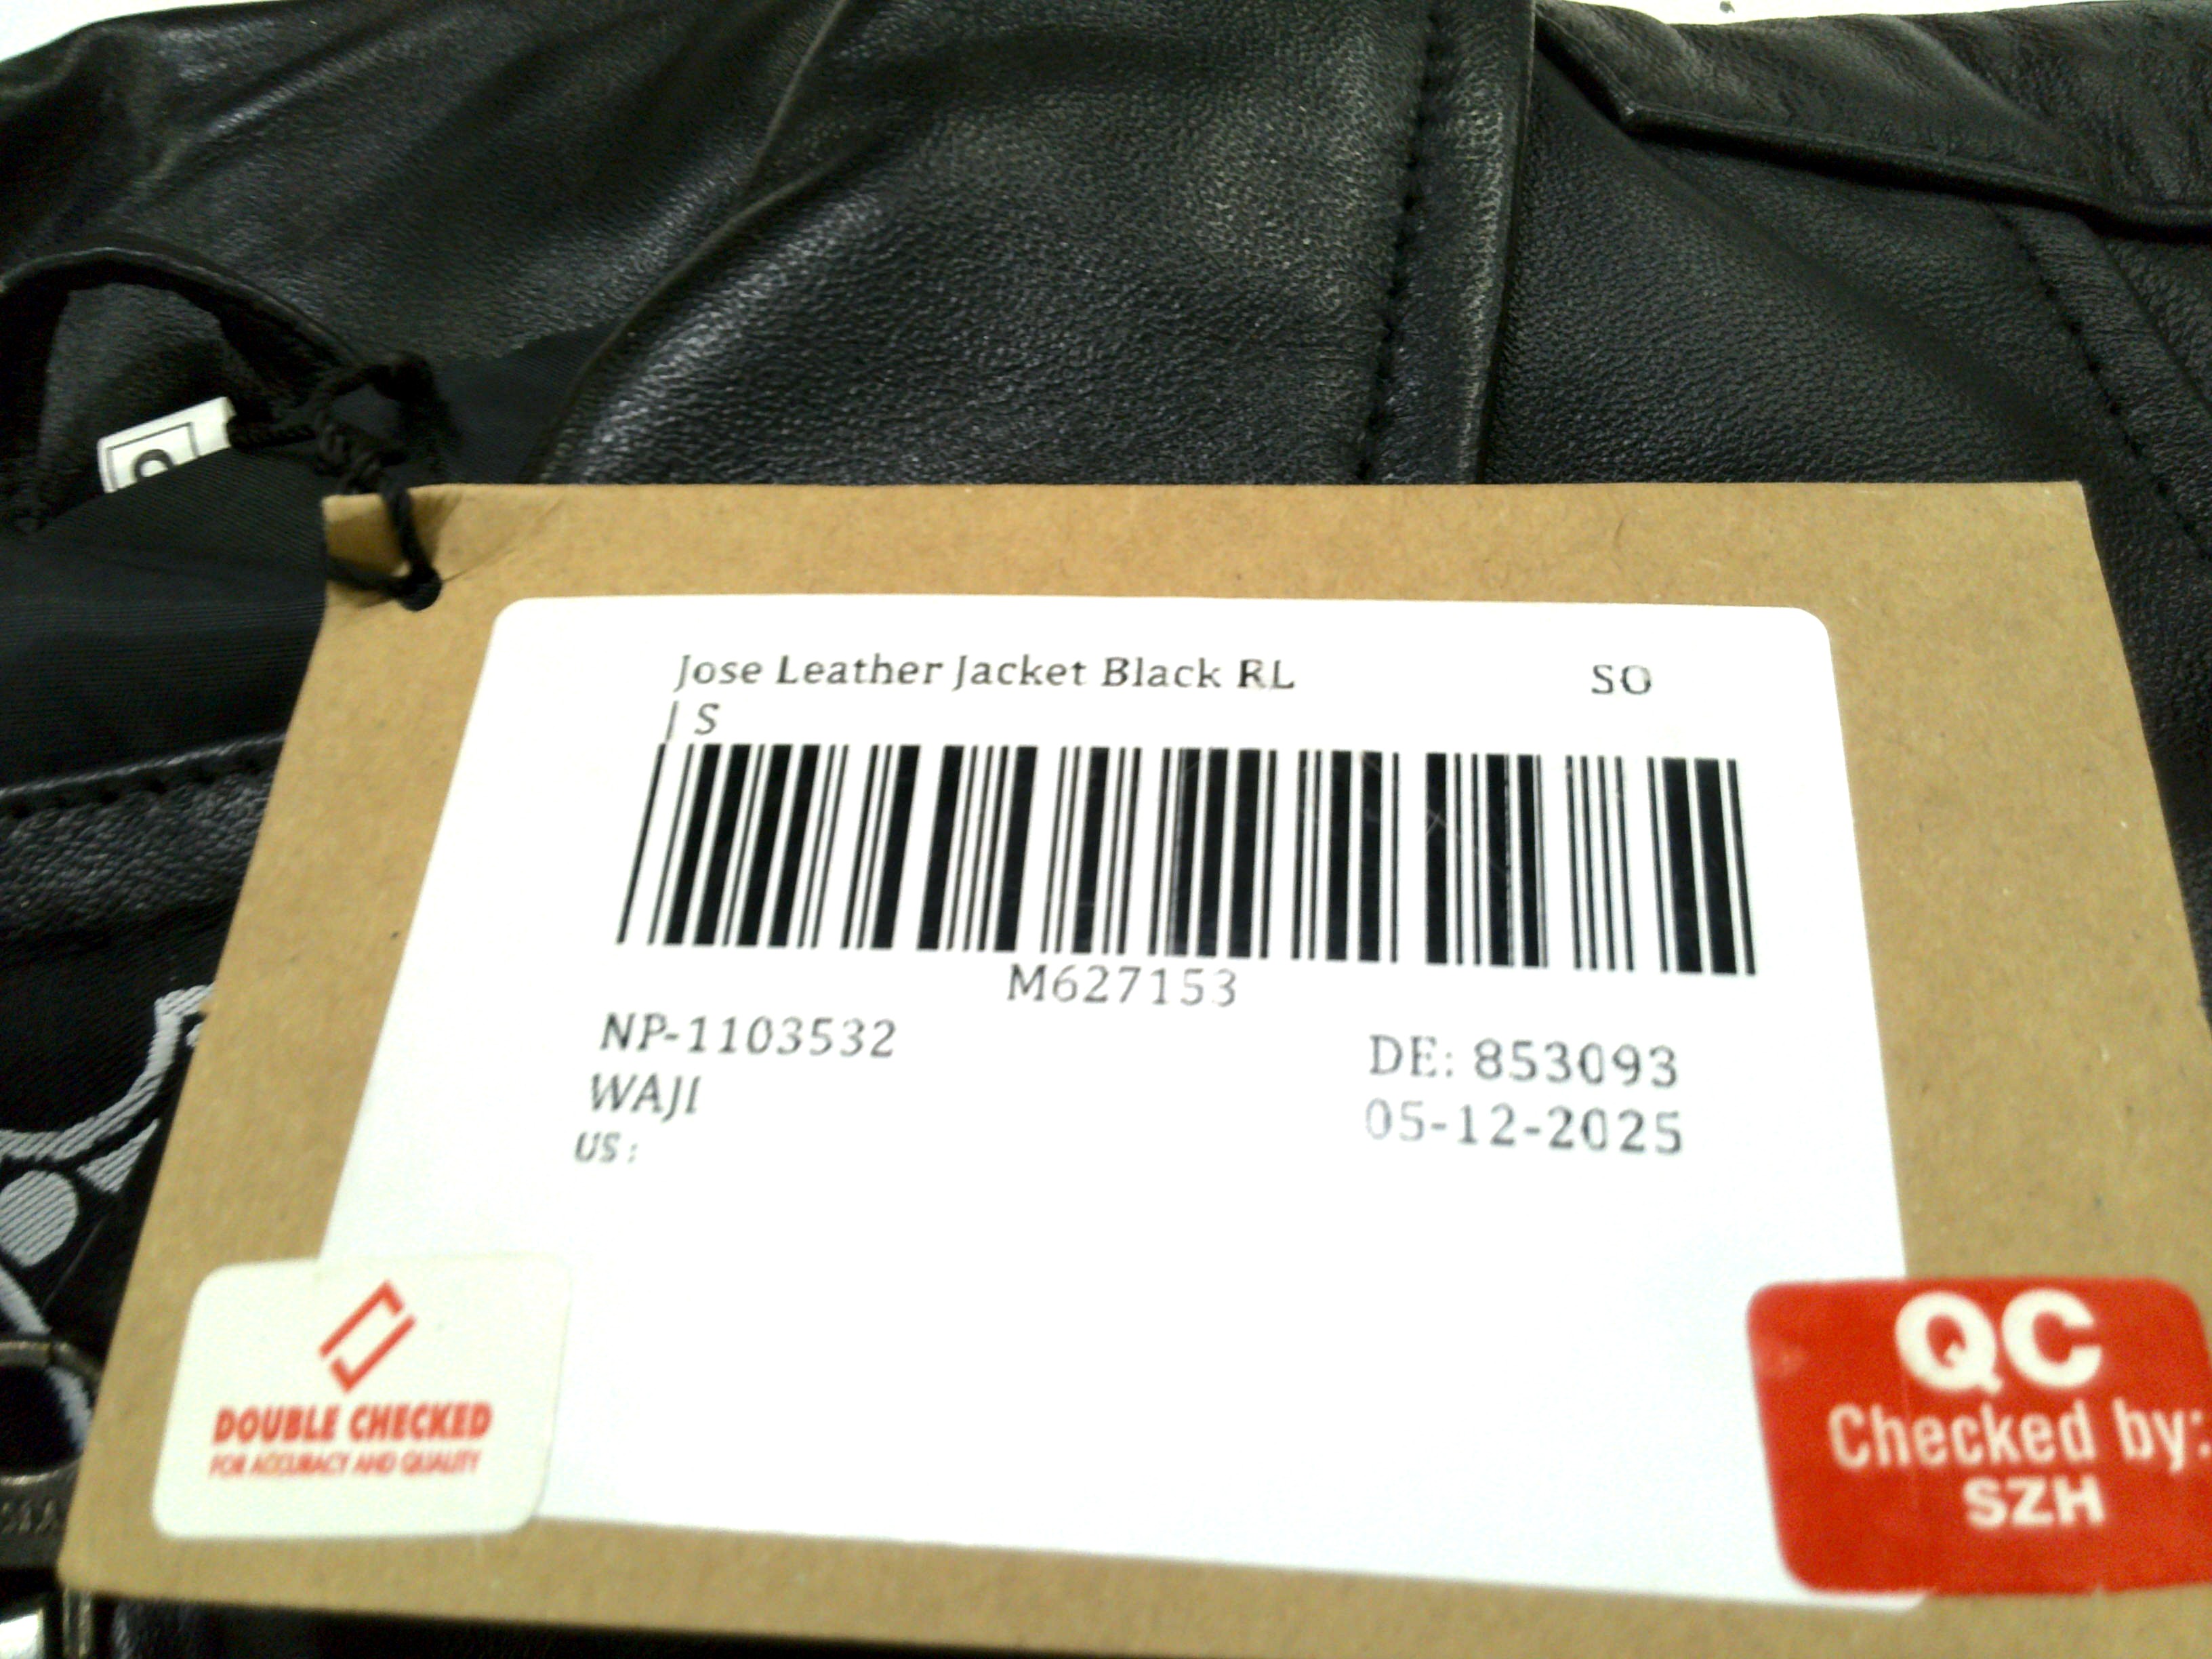 Jose Leather Jacket Black RL SO
| S
M627153
NP-1103532
WAJI
US :
DE: 853093
05-12-2025
DOUBLE CHECKED
FOR ACCURACY AND QUALITY
QC
Checked by:
SZH